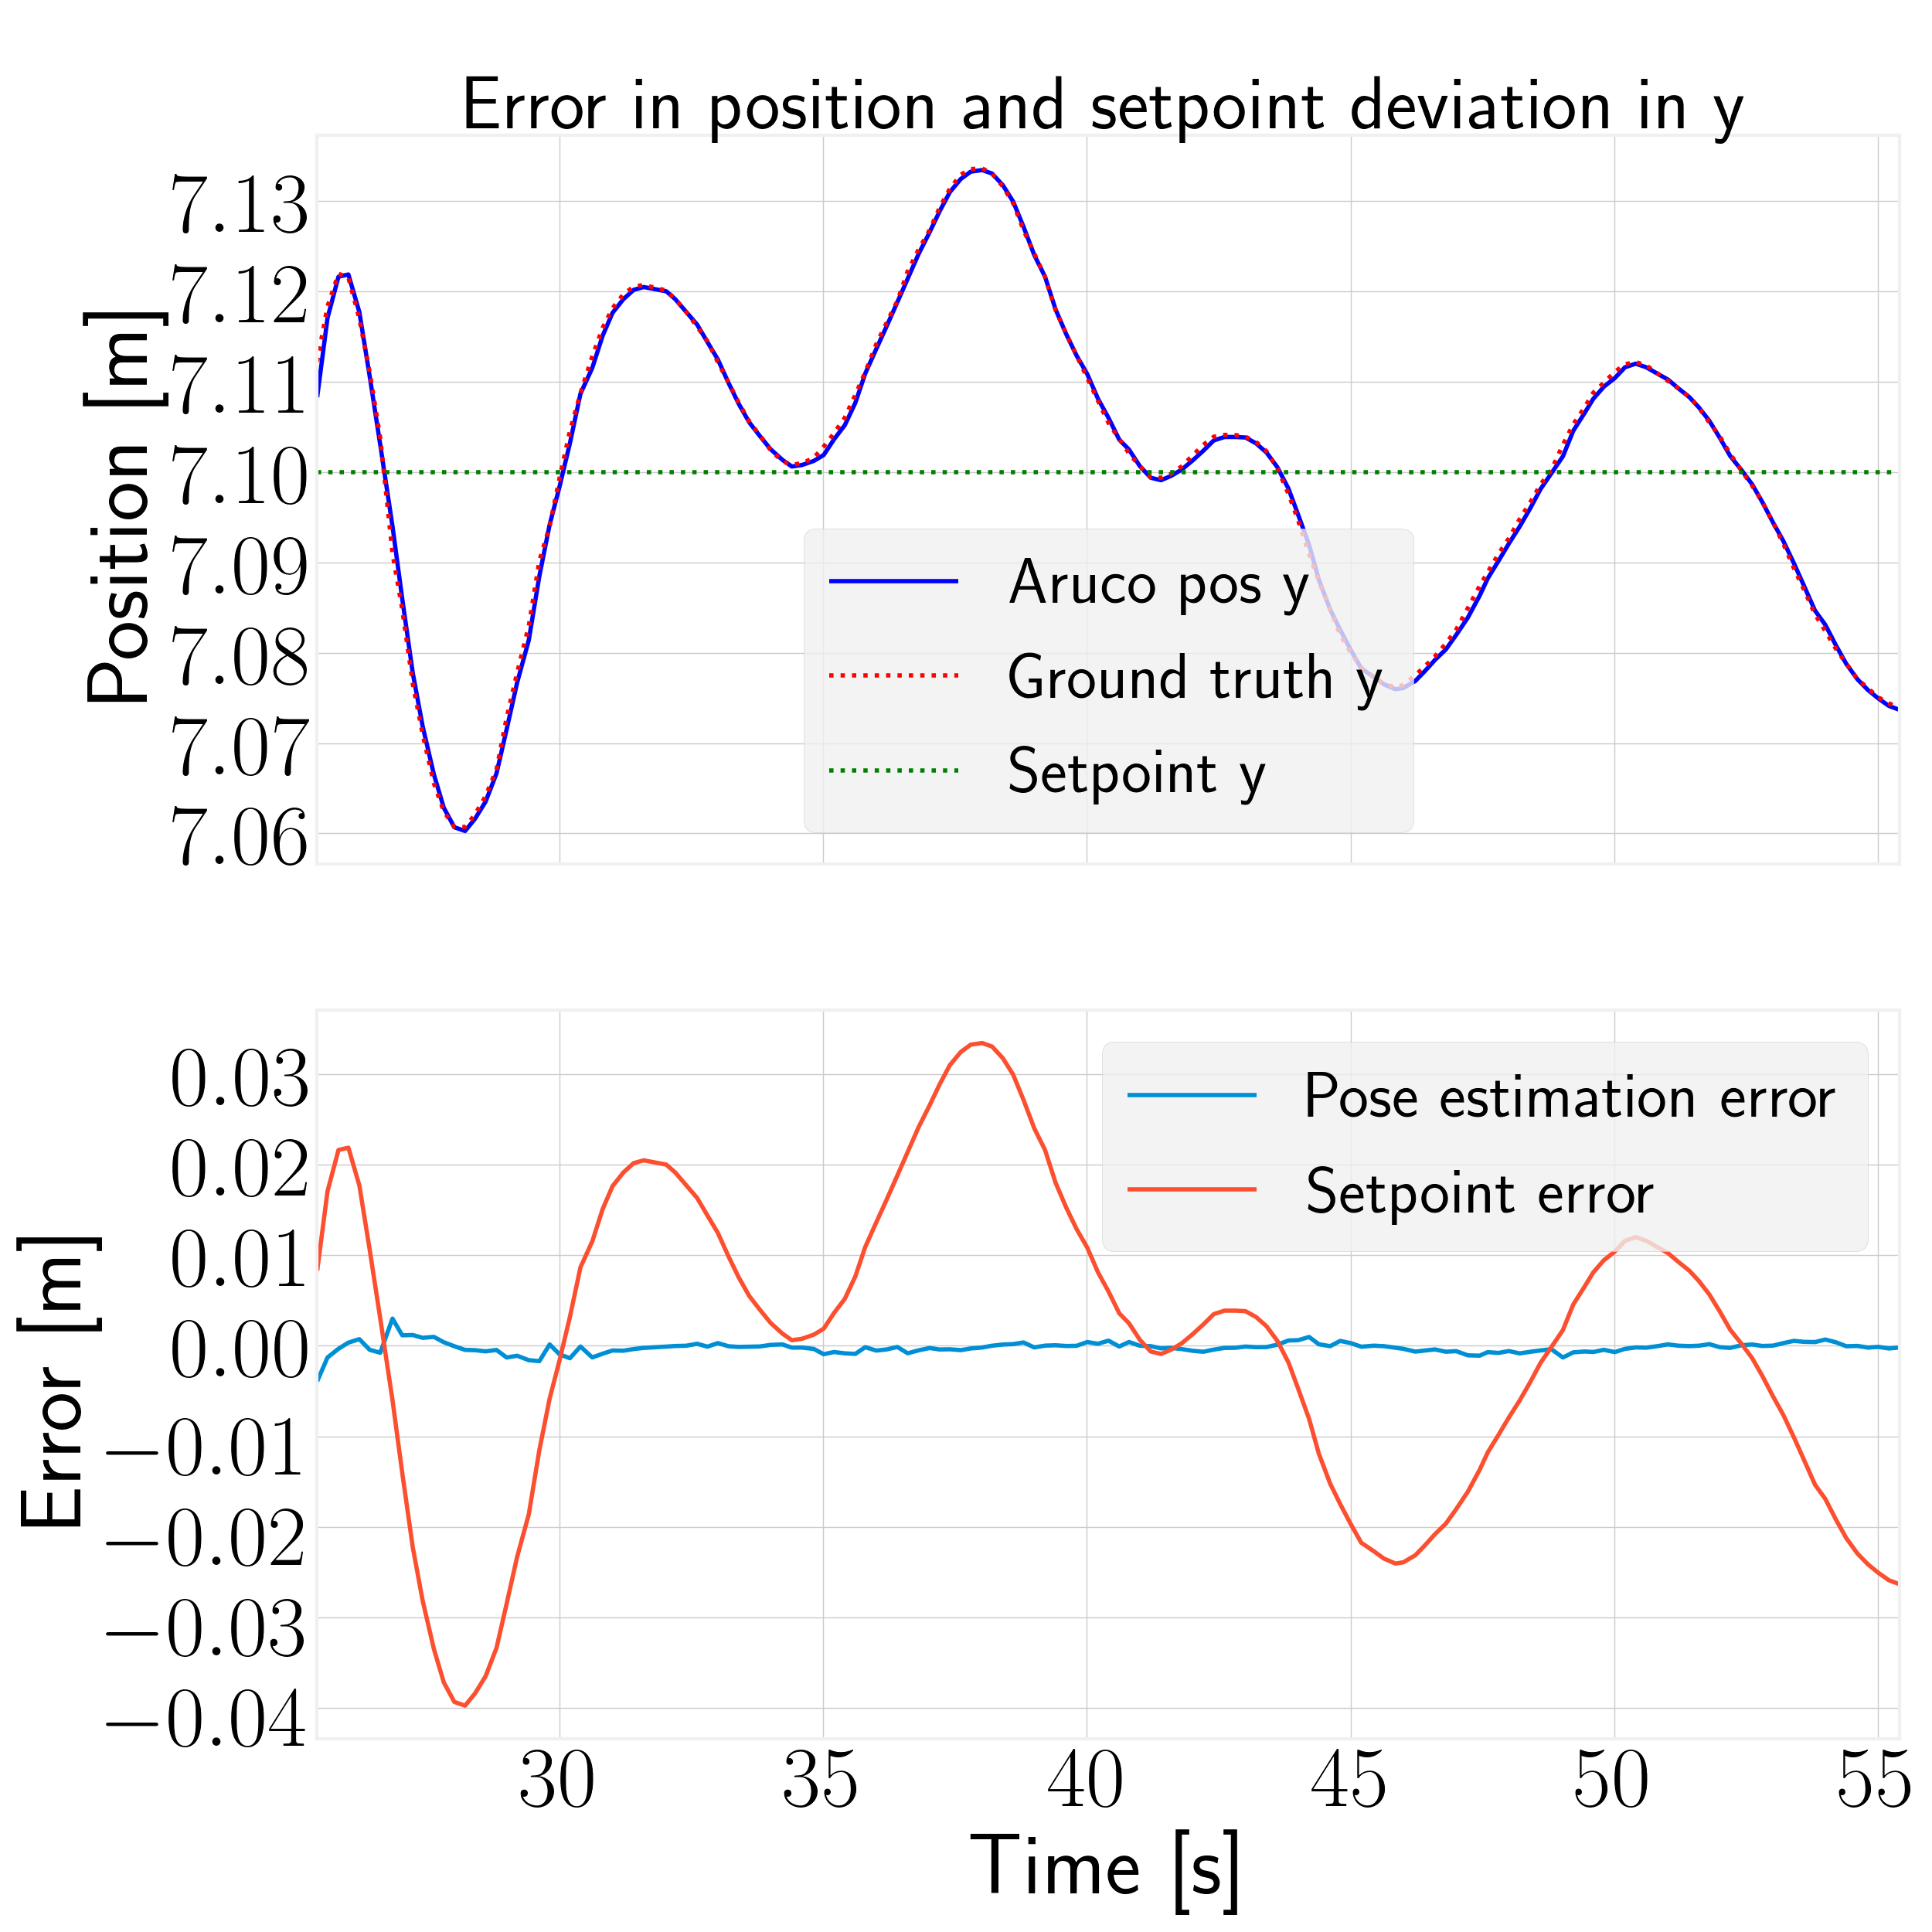 Error in position and setpoint deviation in y
Position [m]
7.13
7.12
7.11
7.10
7.09
7.08
7.07
7.06
Aruco pos y
Ground truth y
Setpoint y
Error [m]
0.03
0.02
0.01
0.00
−0.01
−0.02
−0.03
−0.04
Pose estimation error
Setpoint error
30 35 40 45 50 55
Time [s]